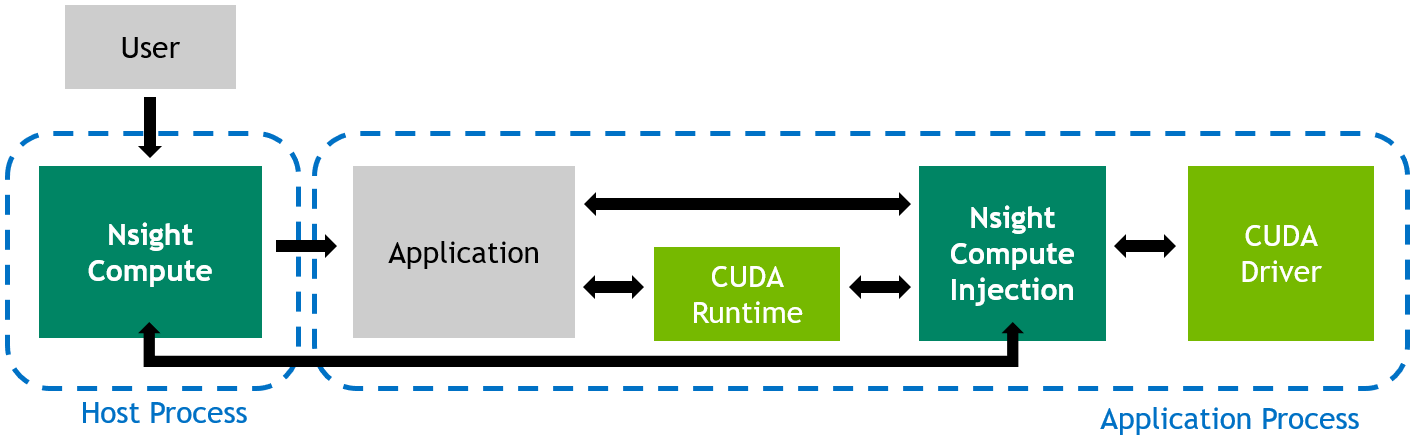 User
Nsight
Compute
Application
CUDA
Runtime
Nsight
Compute
Injection
CUDA
Driver
Host Process
Application Process